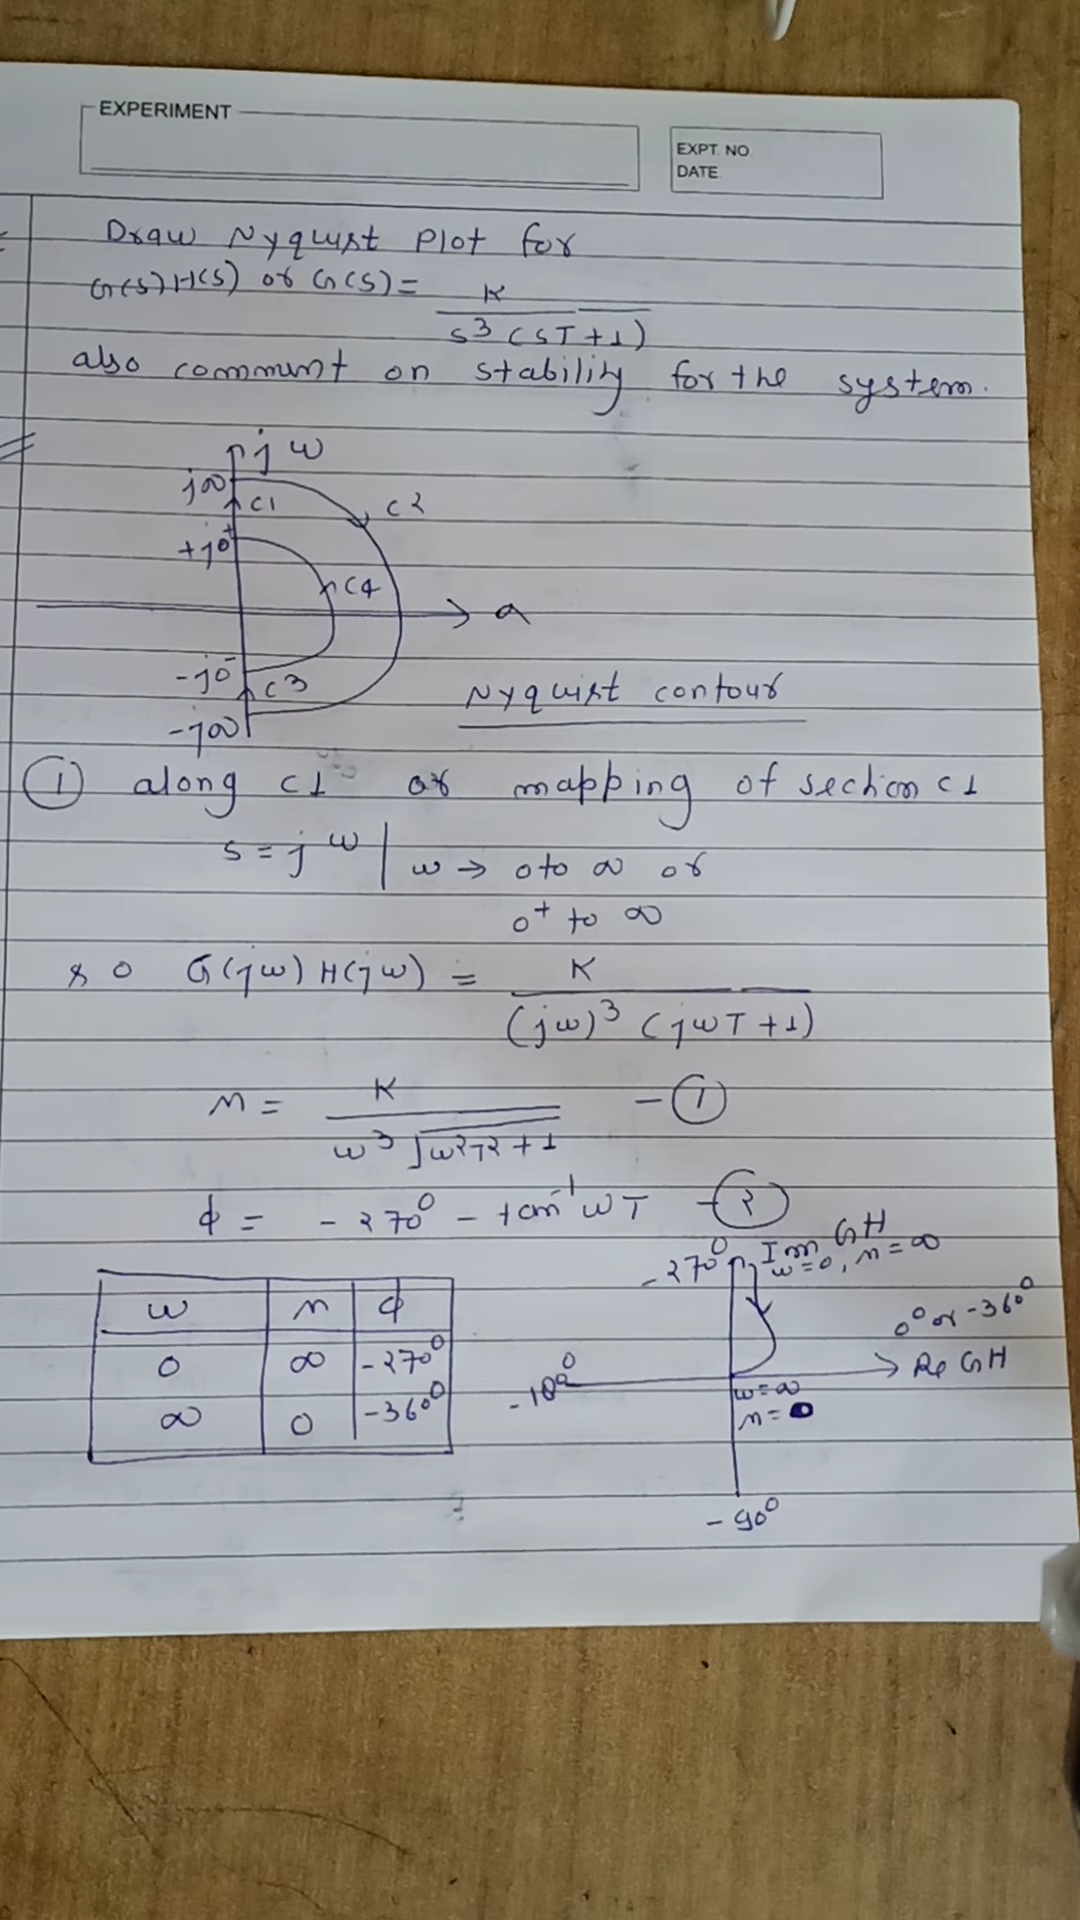 EXPERIMENT
EXPT. NO
DATE
Draw Nyquist Plot for
G(s)H(s) or G(s) = K / s³(sT+1)
also comment on stability for the system.
jω
j∞
C1
C2
+j0⁺
C4
σ
-j0⁻
C3
-j∞
Nyquist contour
① along C1 or mapping of section C1
s = jω | ω → 0 to ∞ or
0⁺ to ∞
so G(jω) H(jω) = K / (jω)³ (jωT+1)
M = K / ω³ √ω²T²+1 - ①
ϕ = -270° - tan⁻¹ωT - ②
ω M ϕ
0 ∞ -270°
∞ 0 -360°
-270°
Im GH
ω=0, M=∞
0° or -360°
Re GH
-180°
ω=∞
M=0
-90°